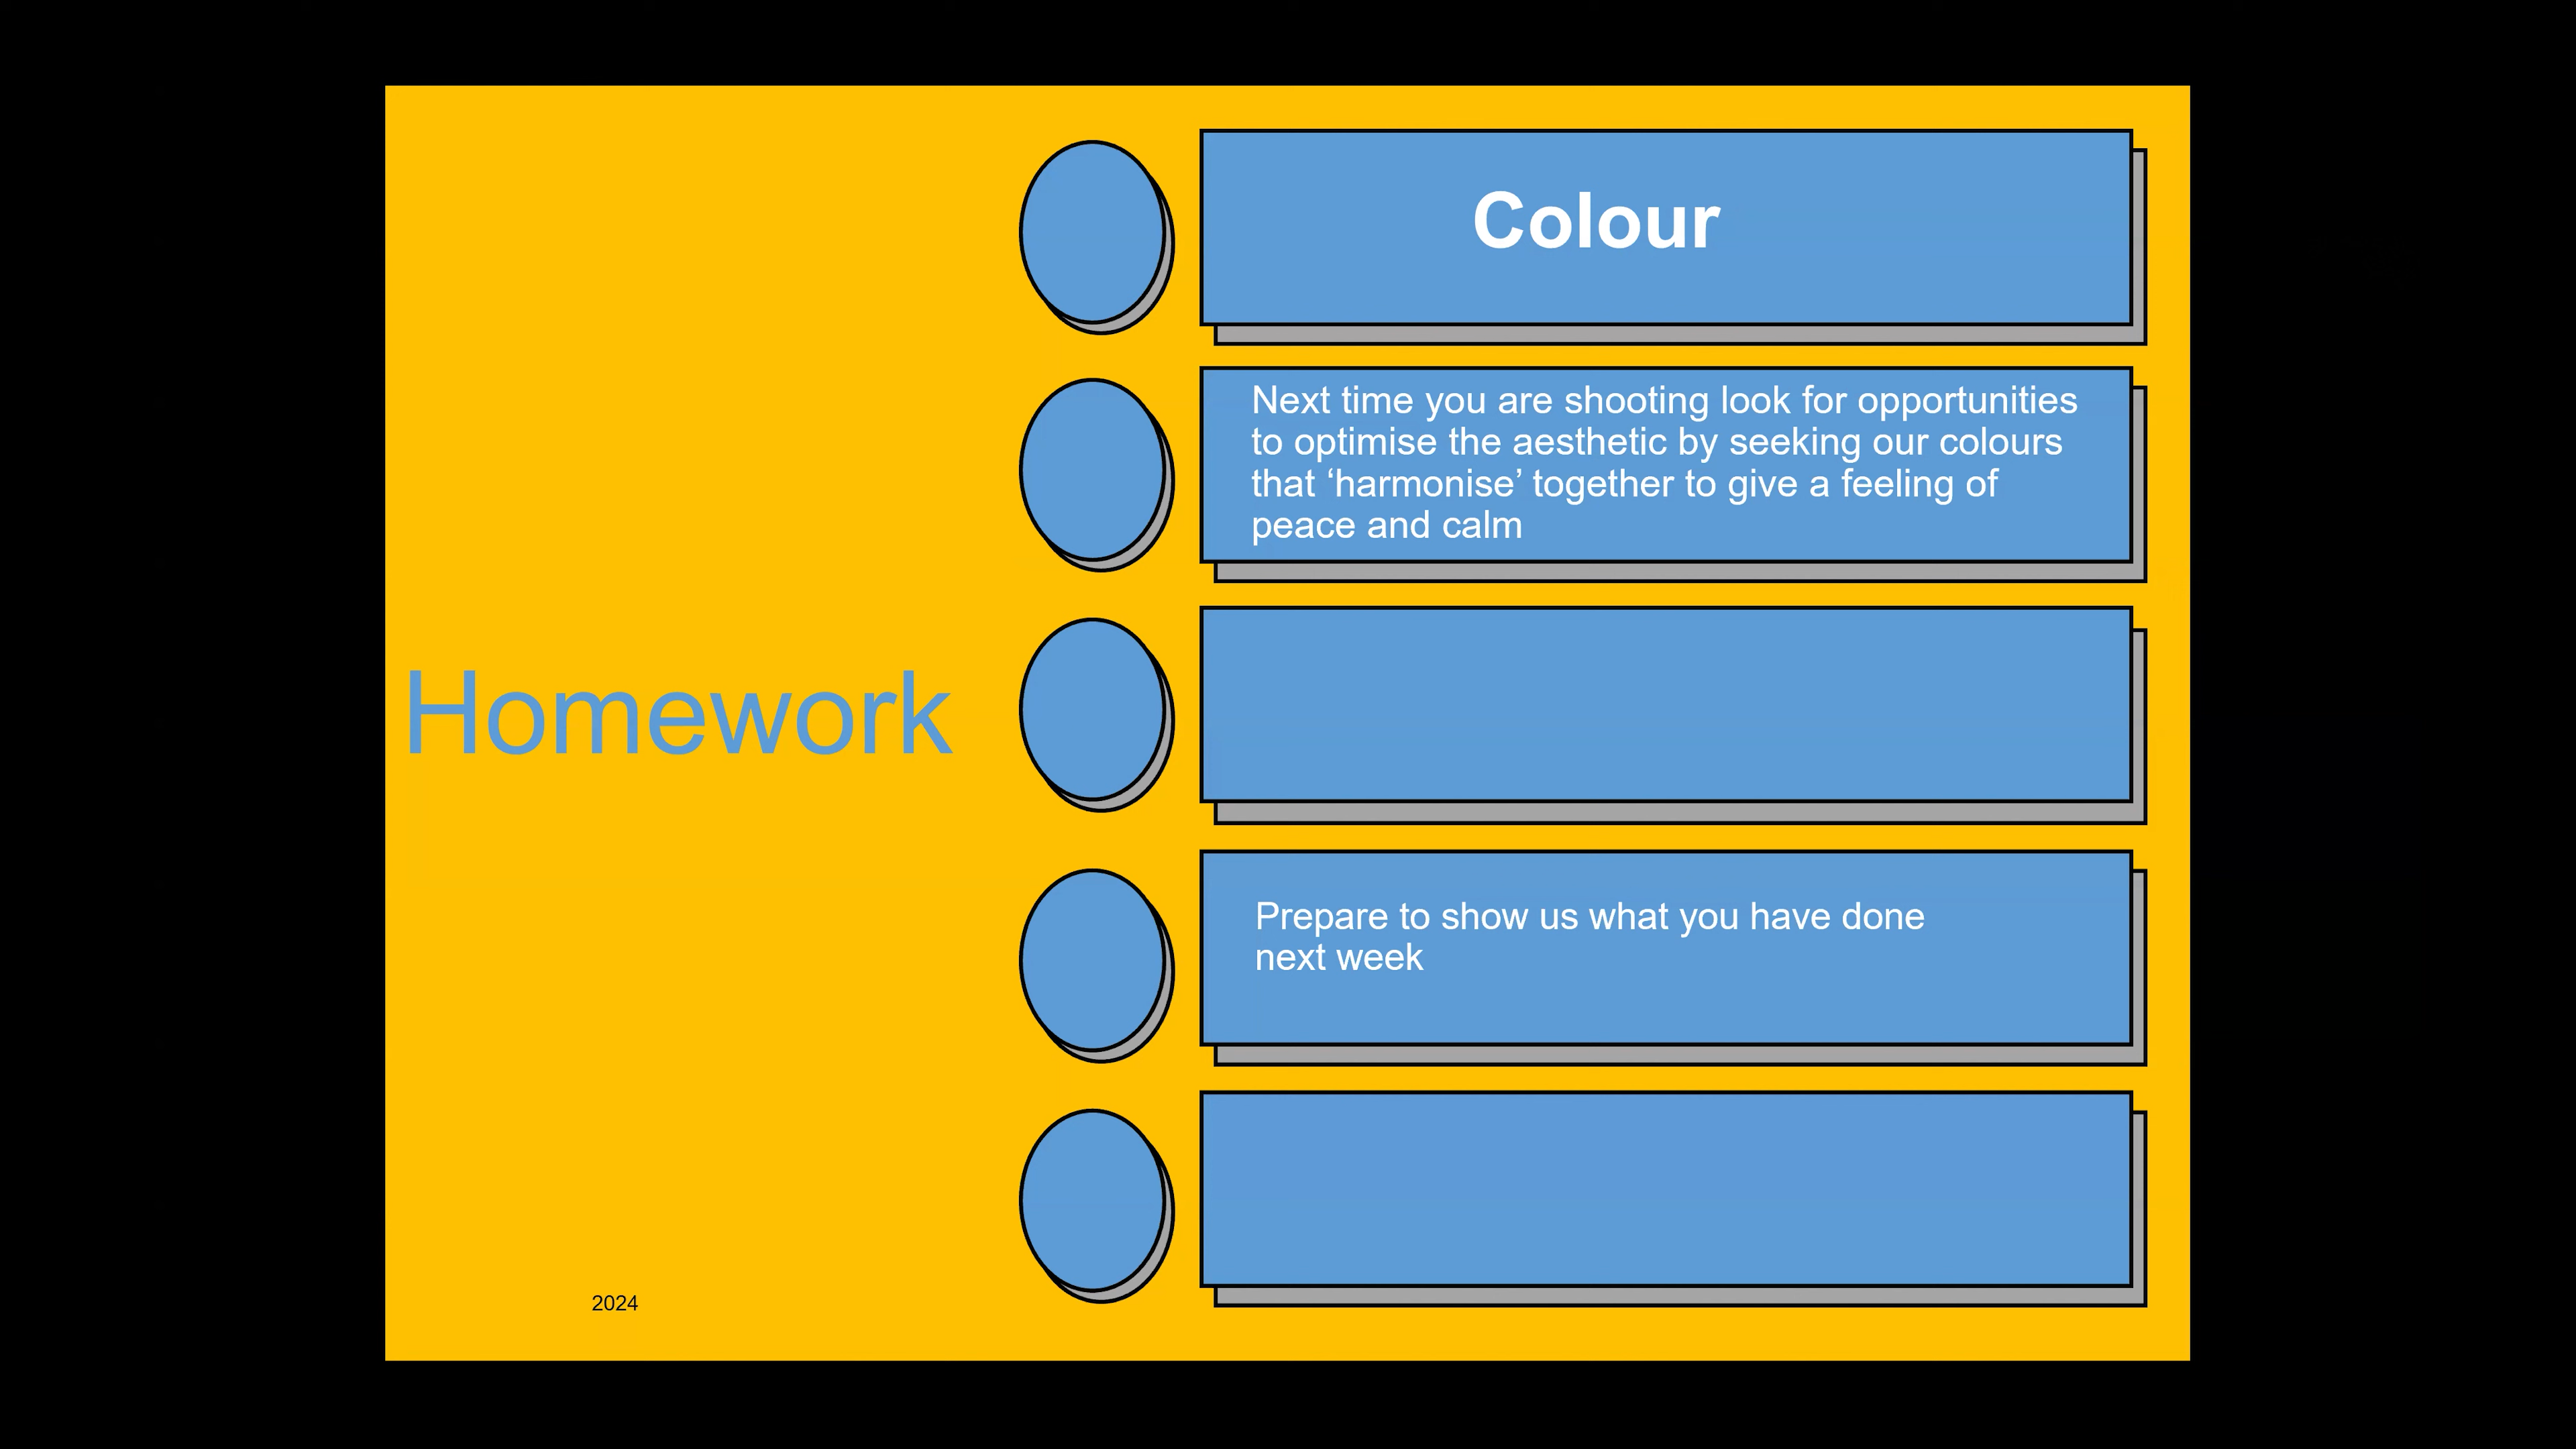 Homework
Colour
Next time you are shooting look for opportunities
to optimise the aesthetic by seeking our colours
that ‘harmonise’ together to give a feeling of
peace and calm
Prepare to show us what you have done
next week
2024